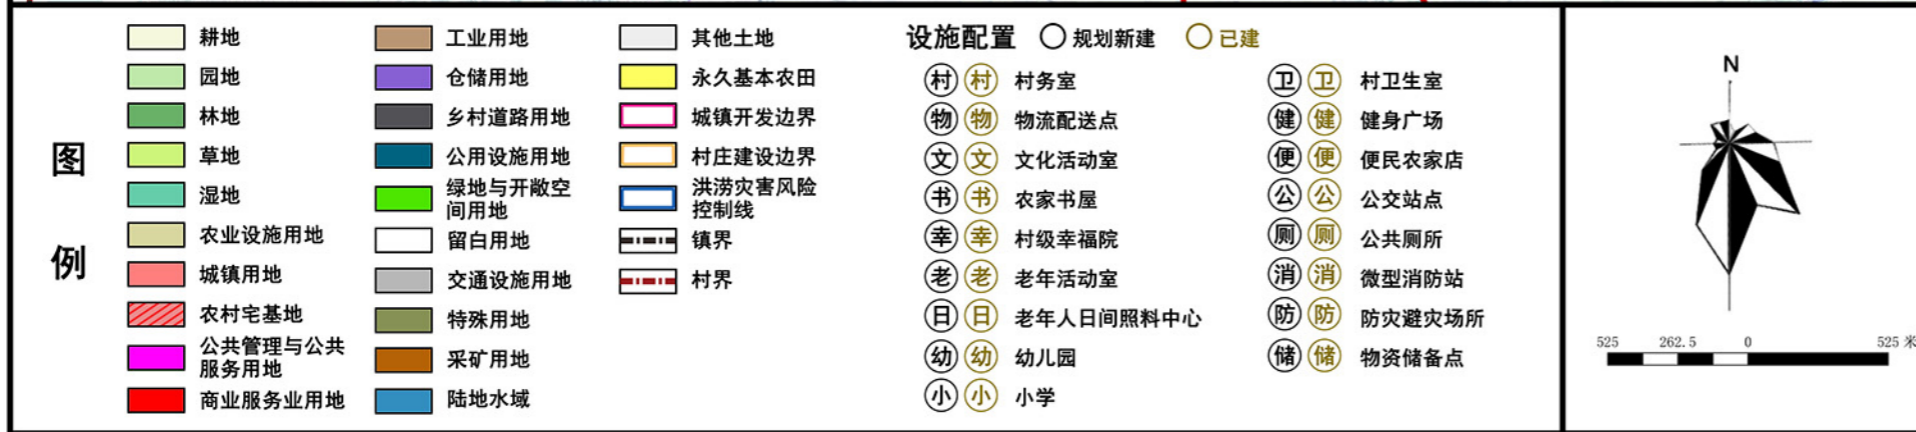 图
例
耕地
园地
林地
草地
湿地
农业设施用地
城镇用地
农村宅基地
公共管理与公共
服务用地
商业服务业用地
工业用地
仓储用地
乡村道路用地
公用设施用地
绿地与开敞空
间用地
留白用地
交通设施用地
特殊用地
采矿用地
陆地水域
其他土地
永久基本农田
城镇开发边界
村庄建设边界
洪涝灾害风险
控制线
镇界
村界
设施配置 规划新建 已建
村 村 村务室
物 物 物流配送点
文 文 文化活动室
书 书 农家书屋
幸 幸 村级幸福院
老 老 老年活动室
日 日 老年人日间照料中心
幼 幼 幼儿园
小 小 小学
卫 卫 村卫生室
健 健 健身广场
便 便 便民农家店
公 公 公交站点
厕 厕 公共厕所
消 消 微型消防站
防 防 防灾避灾场所
储 储 物资储备点
N
525 262.5 0 525 米